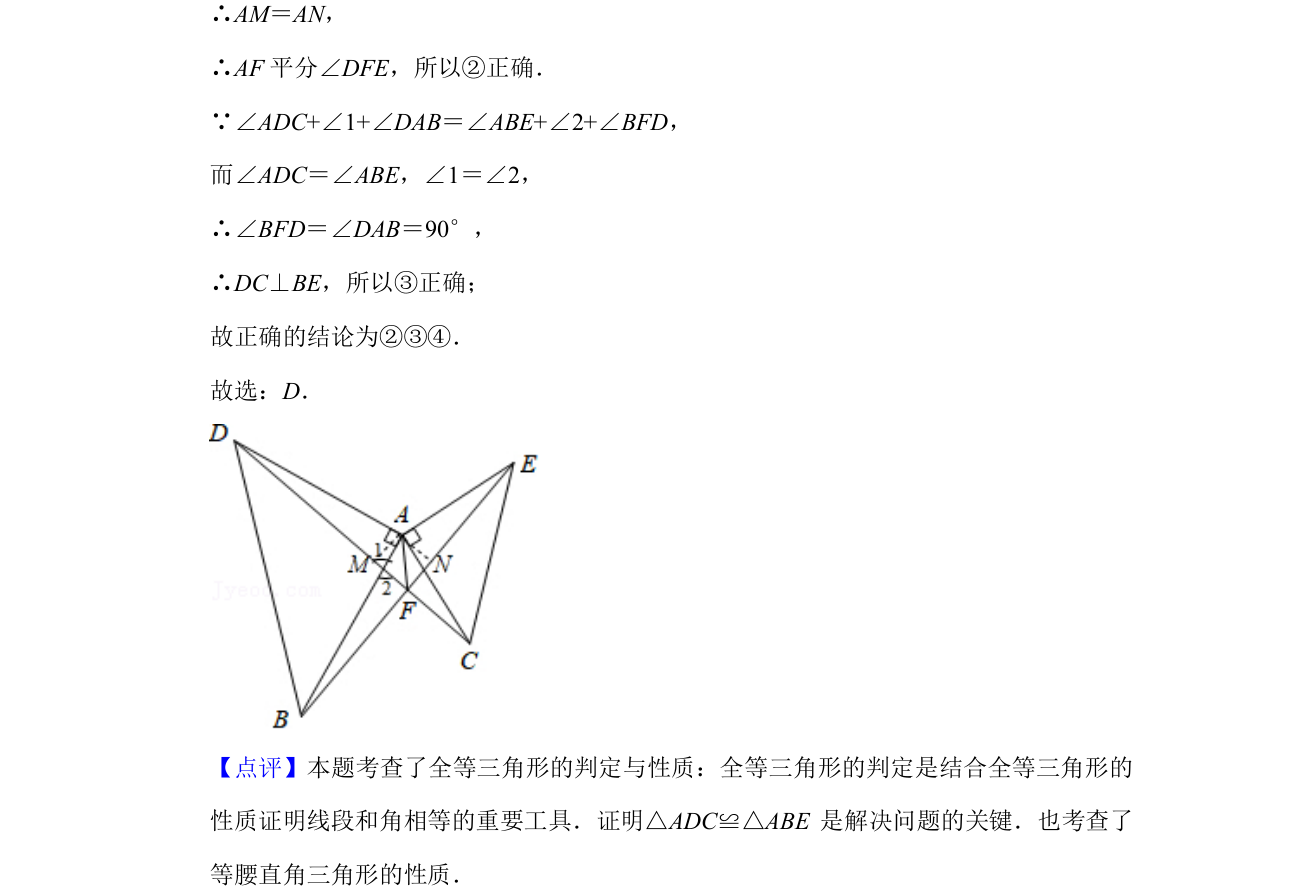 ∴AM＝AN，
∴AF 平分∠DFE，所以②正确．
∵∠ADC+∠1+∠DAB＝∠ABE+∠2+∠BFD，
而∠ADC＝∠ABE，∠1＝∠2，
∴∠BFD＝∠DAB＝90°，
∴DC⊥BE，所以③正确；
故正确的结论为②③④．
故选：D．
D
E
A
1
M
N
2
F
C
B
Jyeoo.com
【点评】本题考查了全等三角形的判定与性质：全等三角形的判定是结合全等三角形的
性质证明线段和角相等的重要工具．证明△ADC≌△ABE 是解决问题的关键．也考查了
等腰直角三角形的性质．